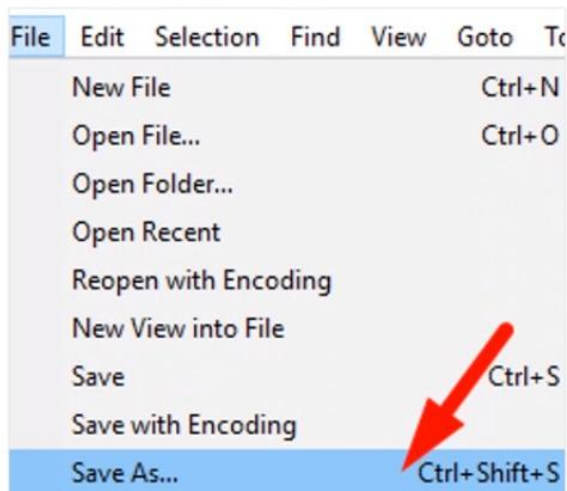 File Edit Selection Find View Goto
New File Ctrl+N
Open File... Ctrl+O
Open Folder...
Open Recent
Reopen with Encoding
New View into File
Save Ctrl+S
Save with Encoding
Save As... Ctrl+Shift+S